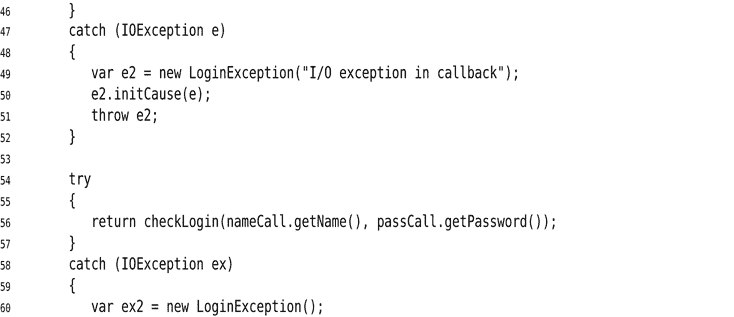 46 }
47 catch (IOException e)
48 {
49 var e2 = new LoginException("I/O exception in callback");
50 e2.initCause(e);
51 throw e2;
52 }
53
54 try
55 {
56 return checkLogin(nameCall.getName(), passCall.getPassword());
57 }
58 catch (IOException ex)
59 {
60 var ex2 = new LoginException();